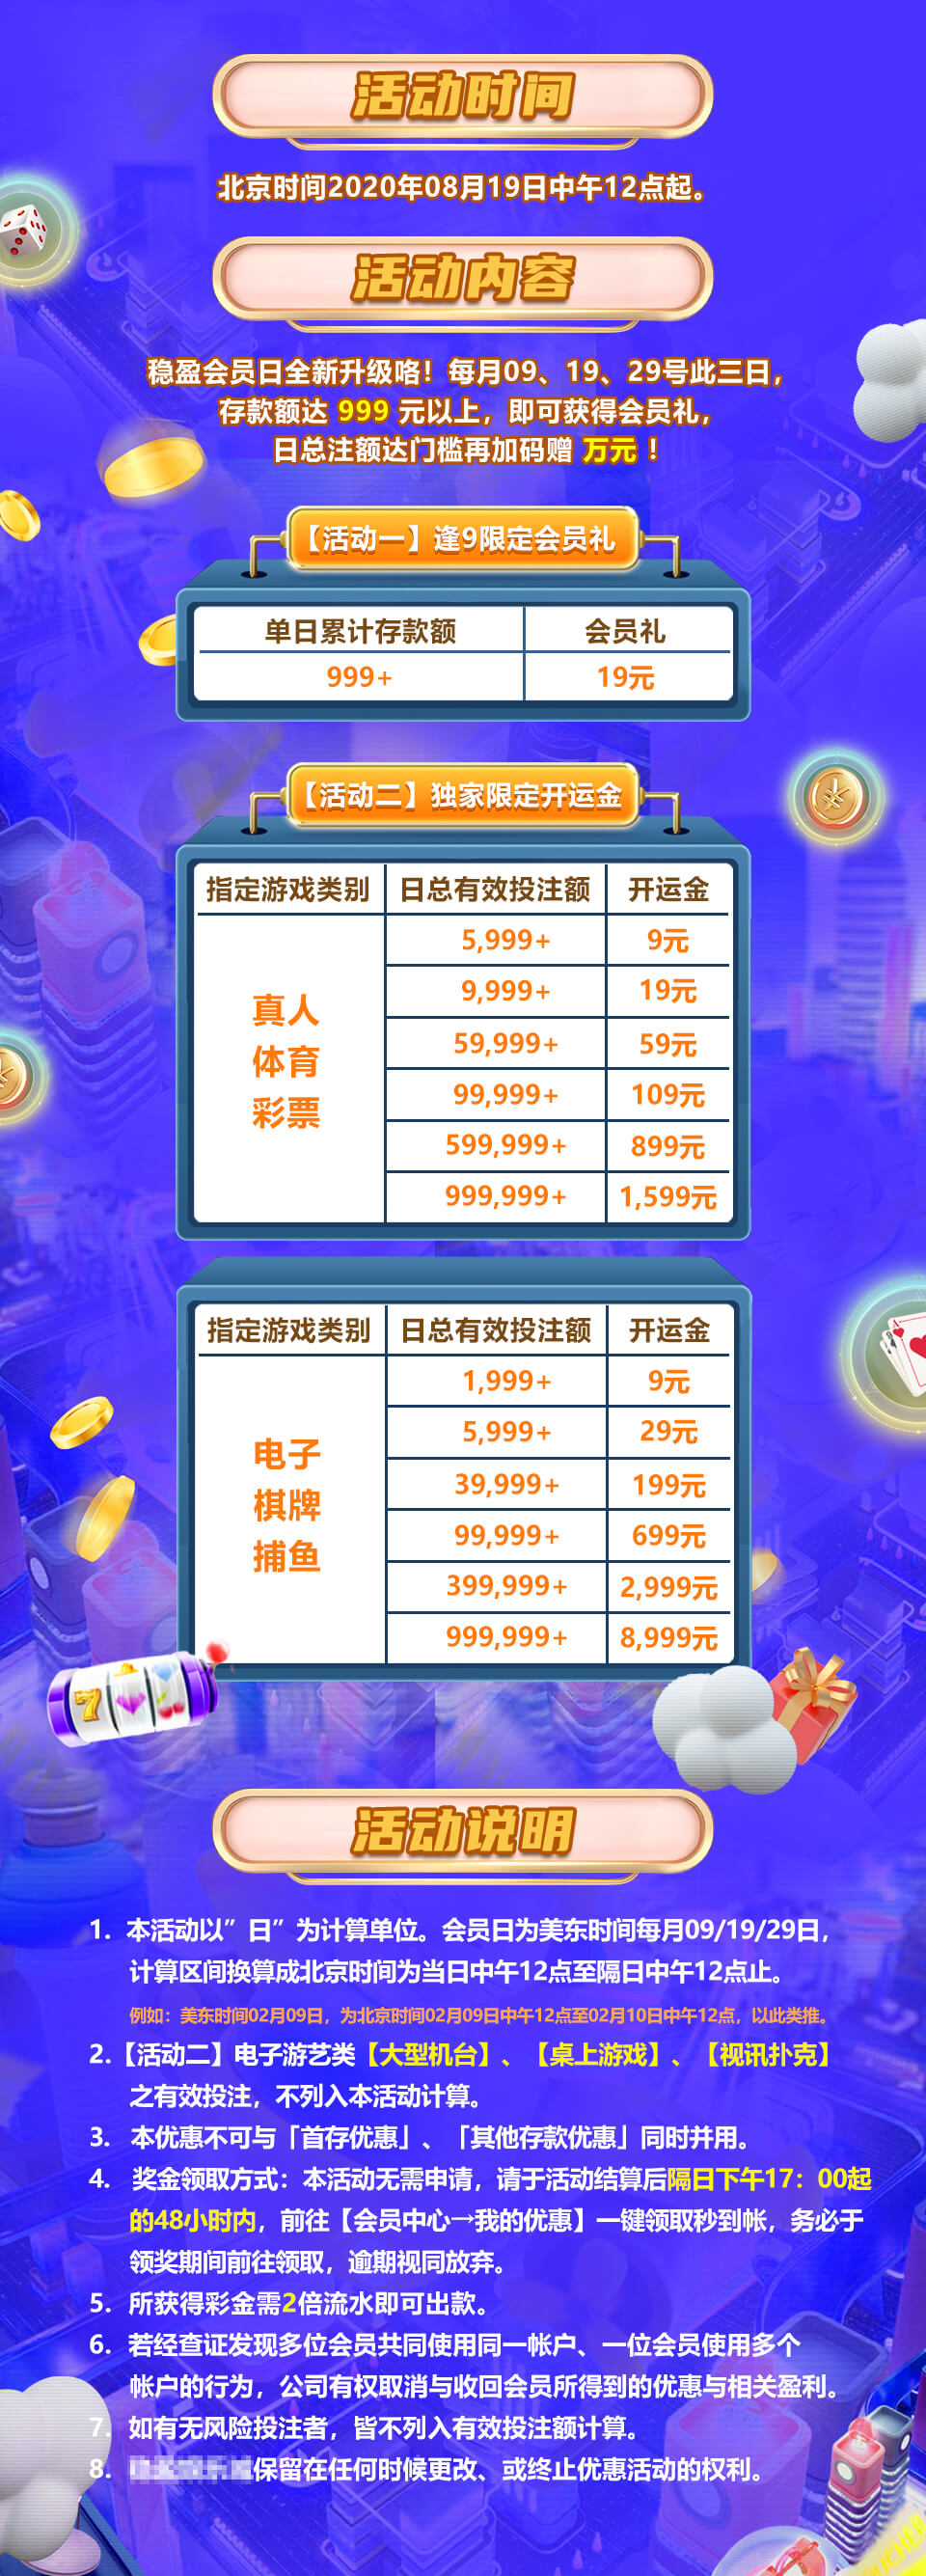 活动时间
北京时间2020年08月19日中午12点起。
活动内容
稳盈会员日全新升级咯！每月09、19、29号此三日，
存款额达 999 元以上，即可获得会员礼，
日总注额达门槛再加码赠 万元 ！
【活动一】逢9限定会员礼
单日累计存款额 会员礼
999+ 19元
【活动二】独家限定开运金
指定游戏类别 日总有效投注额 开运金
真人
体育
彩票
5,999+ 9元
9,999+ 19元
59,999+ 59元
99,999+ 109元
599,999+ 899元
999,999+ 1,599元
指定游戏类别 日总有效投注额 开运金
电子
棋牌
捕鱼
1,999+ 9元
5,999+ 29元
39,999+ 199元
99,999+ 699元
399,999+ 2,999元
999,999+ 8,999元
活动说明
1. 本活动以”日”为计算单位。会员日为美东时间每月09/19/29日，
计算区间换算成北京时间为当日中午12点至隔日中午12点止。
例如：美东时间02月09日，为北京时间02月09日中午12点至02月10日中午12点，以此类推。
2.【活动二】电子游艺类【大型机台】、【桌上游戏】、【视讯扑克】
之有效投注，不列入本活动计算。
3. 本优惠不可与「首存优惠」、「其他存款优惠」同时并用。
4. 奖金领取方式：本活动无需申请，请于活动结算后隔日下午17：00起
的48小时内，前往【会员中心→我的优惠】一键领取秒到帐，务必于
领奖期间前往领取，逾期视同放弃。
5. 所获得彩金需2倍流水即可出款。
6. 若经查证发现多位会员共同使用同一帐户、一位会员使用多个
帐户的行为，公司有权取消与收回会员所得到的优惠与相关盈利。
7. 如有无风险投注者，皆不列入有效投注额计算。
8. 保留在任何时候更改、或终止优惠活动的权利。